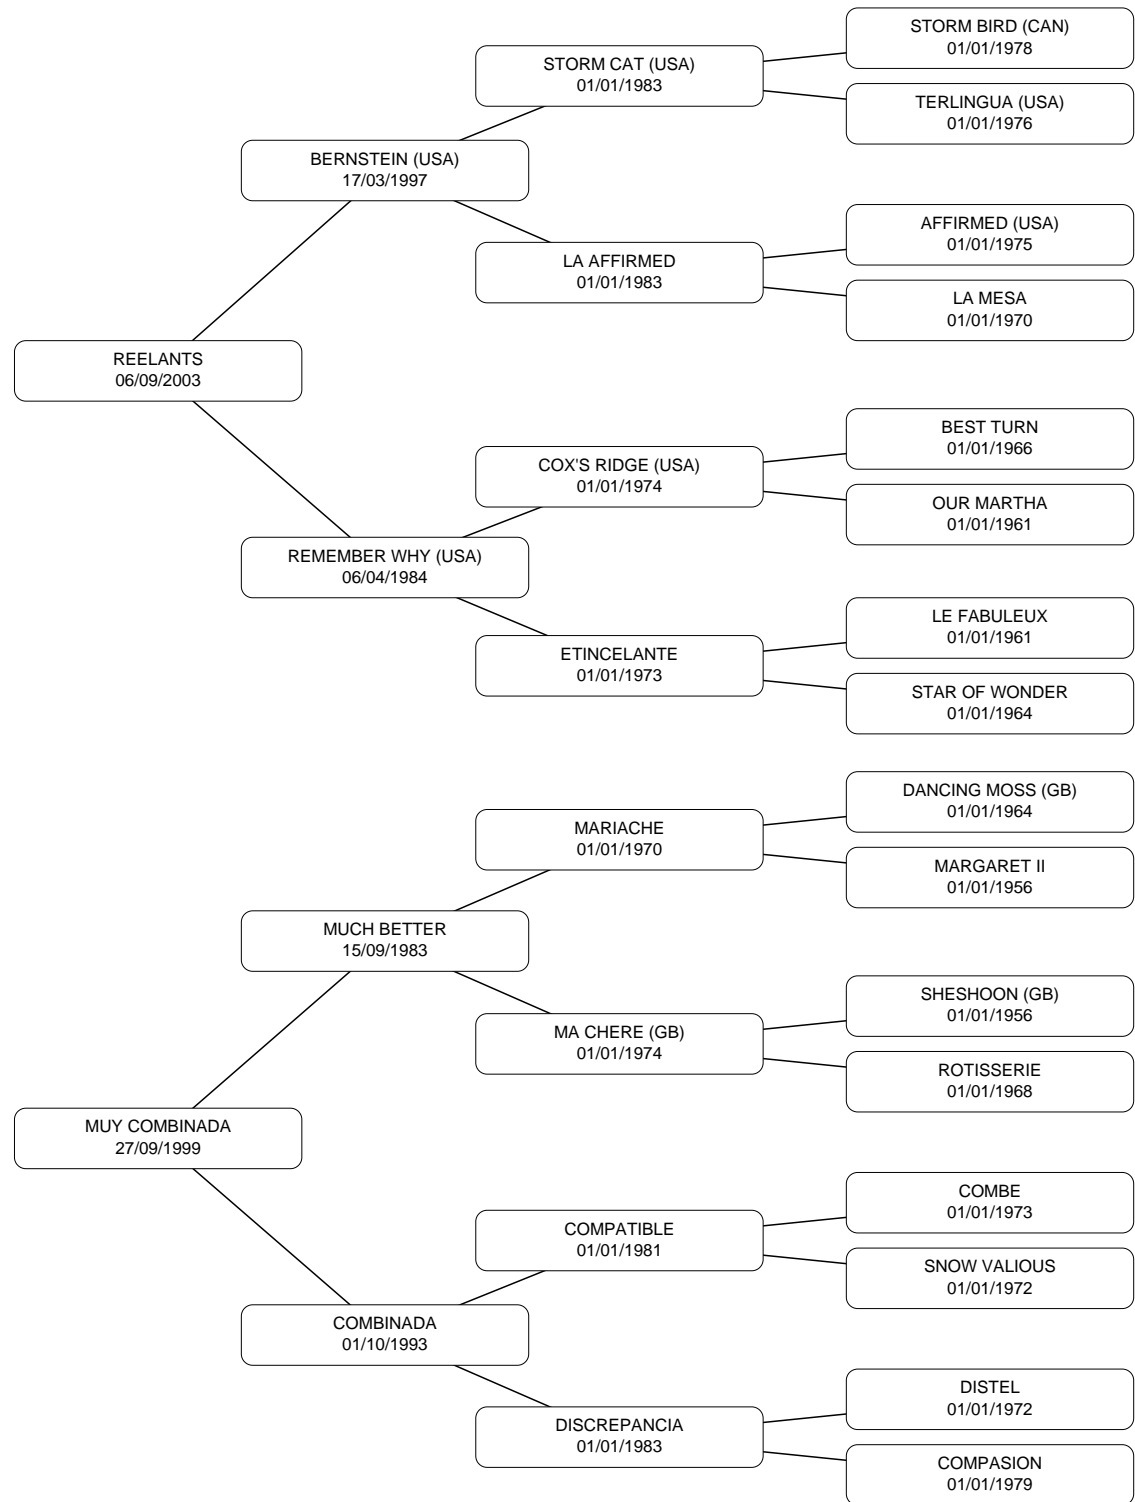 STORM BIRD (CAN)
01/01/1978
STORM CAT (USA)
01/01/1983
TERLINGUA (USA)
01/01/1976
BERNSTEIN (USA)
17/03/1997
AFFIRMED (USA)
01/01/1975
LA AFFIRMED
01/01/1983
LA MESA
01/01/1970
REELANTS
06/09/2003
BEST TURN
01/01/1966
COX'S RIDGE (USA)
01/01/1974
OUR MARTHA
01/01/1961
REMEMBER WHY (USA)
06/04/1984
LE FABULEUX
01/01/1961
ETINCELANTE
01/01/1973
STAR OF WONDER
01/01/1964
DANCING MOSS (GB)
01/01/1964
MARIACHE
01/01/1970
MARGARET II
01/01/1956
MUCH BETTER
15/09/1983
SHESHOON (GB)
01/01/1956
MA CHERE (GB)
01/01/1974
ROTISSERIE
01/01/1968
MUY COMBINADA
27/09/1999
COMBE
01/01/1973
COMPATIBLE
01/01/1981
SNOW VALIOUS
01/01/1972
COMBINADA
01/10/1993
DISTEL
01/01/1972
DISCREPANCIA
01/01/1983
COMPASION
01/01/1979